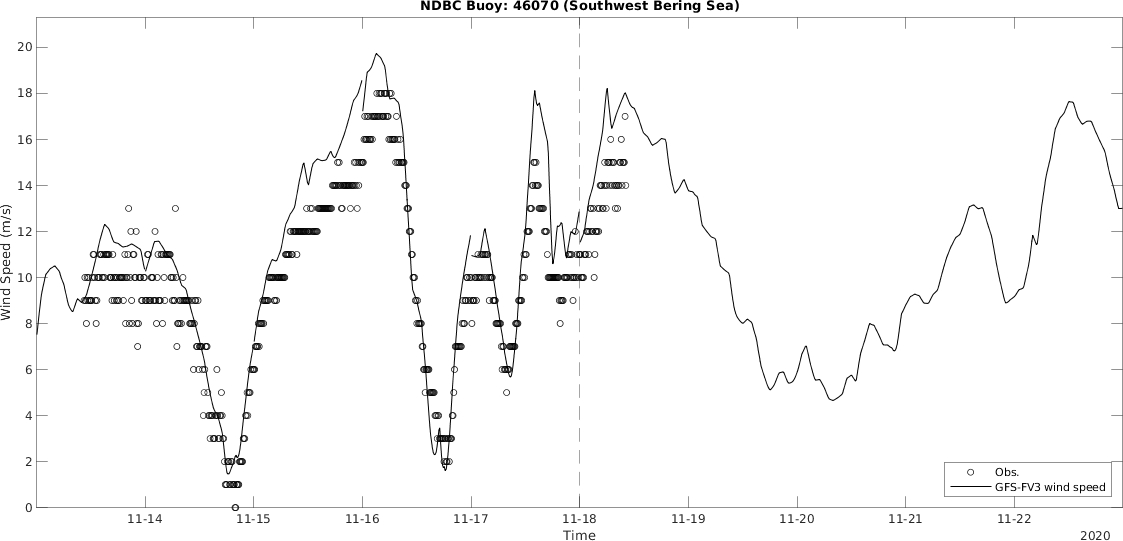 NDBC Buoy: 46070 (Southwest Bering Sea)
20
18
16
14
12
10
8
6
4
2
0
Wind Speed (m/s)
Obs.
GFS-FV3 wind speed
11-14 11-15 11-16 11-17 11-18 11-19 11-20 11-21 11-22
Time
2020